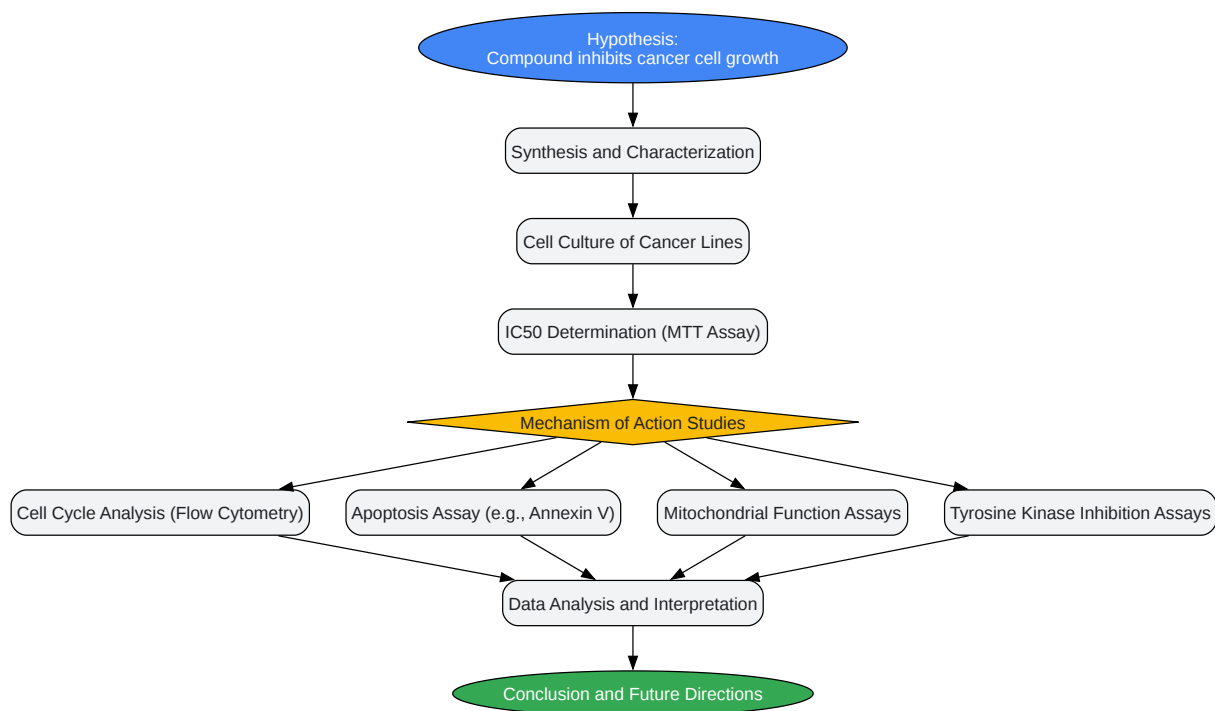 Hypothesis:
Compound inhibits cancer cell growth
Synthesis and Characterization
Cell Culture of Cancer Lines
IC50 Determination (MTT Assay)
Mechanism of Action Studies
Cell Cycle Analysis (Flow Cytometry)
Apoptosis Assay (e.g., Annexin V)
Mitochondrial Function Assays
Tyrosine Kinase Inhibition Assays
Data Analysis and Interpretation
Conclusion and Future Directions